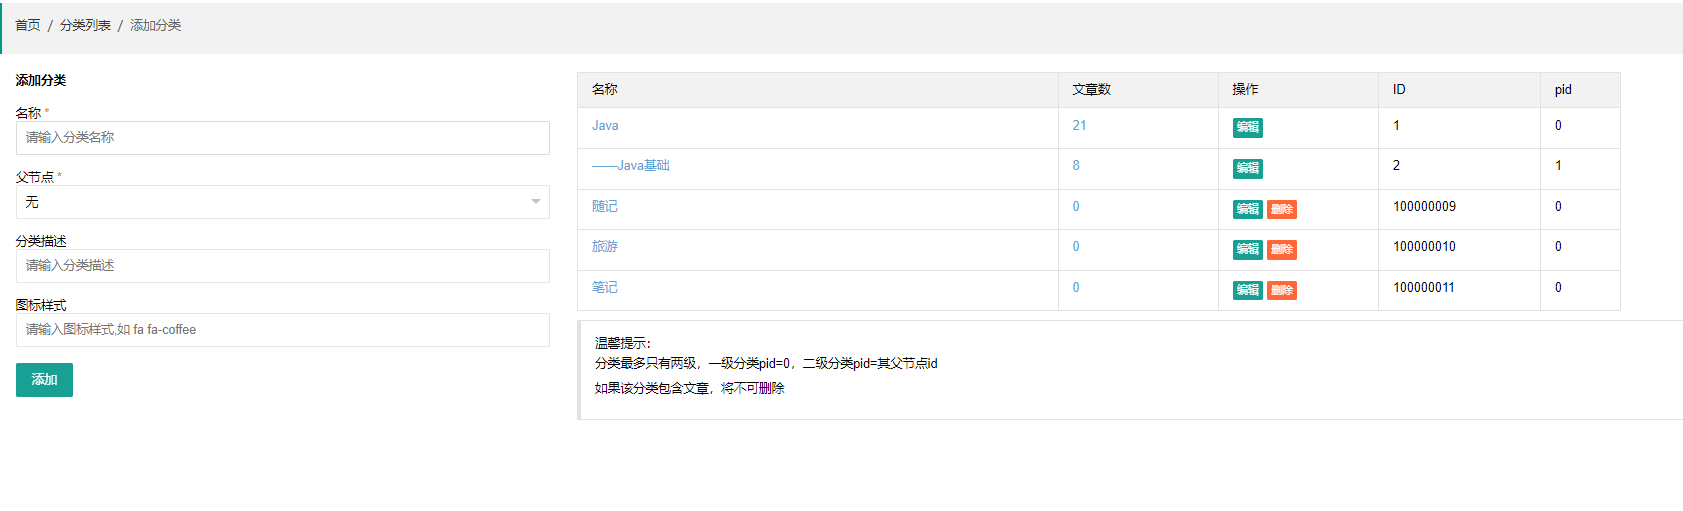 首页 / 分类列表 / 添加分类
添加分类
名称 *
请输入分类名称
父节点 *
无
分类描述
请输入分类描述
图标样式
请输入图标样式,如 fa fa-coffee
添加
名称 文章数 操作 ID pid
Java 21 编辑 1 0
——Java基础 8 编辑 2 1
随记 0 编辑 删除 100000009 0
旅游 0 编辑 删除 100000010 0
笔记 0 编辑 删除 100000011 0
温馨提示：
分类最多只有两级，一级分类pid=0，二级分类pid=其父节点id
如果该分类包含文章，将不可删除